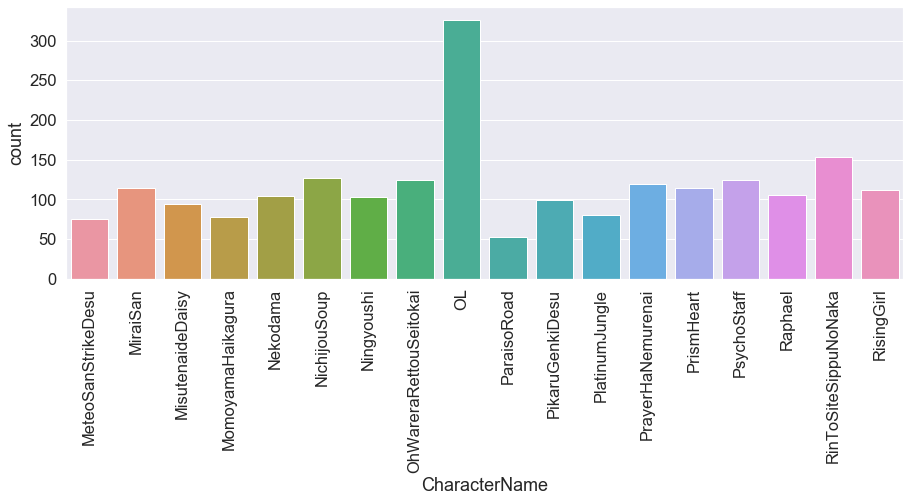 300
250
200
150
100
50
0
count
MeteoSanStrikeDesu
MiraiSan
MisutenaideDaisy
MomoyamaHaikagura
Nekodama
NichijouSoup
Ningyoushi
OhWareraRettouSeitokai
OL
ParaisoRoad
PikaruGenkiDesu
PlatinumJungle
PrayerHaNemurenai
PrismHeart
PsychoStaff
Raphael
RinToSiteSippuNoNaka
RisingGirl
CharacterName